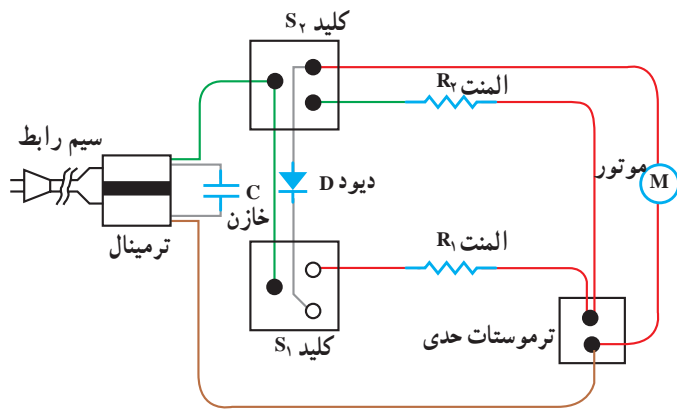 کلید S۲
المنت R۲
سیم رابط
موتور
M
دیود D
C
خازن
ترمینال
المنت R۱
ترموستات حدی
کلید S۱